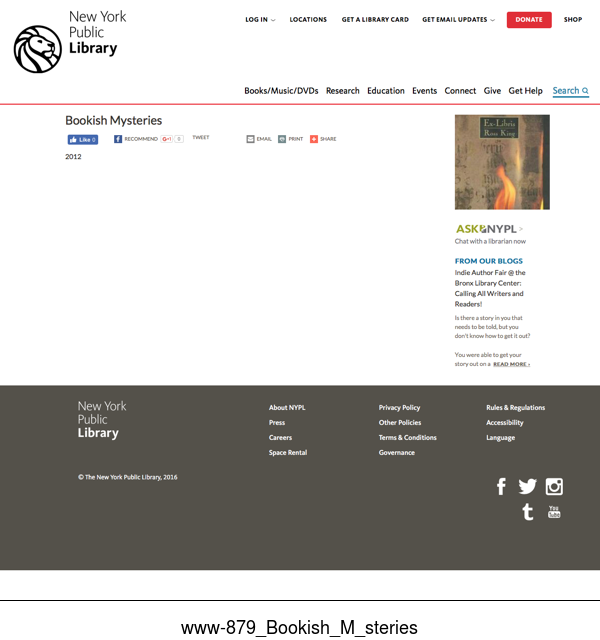 New York
Public
Library
LOG IN
LOCATIONS
GET A LIBRARY CARD
GET EMAIL UPDATES
DONATE
SHOP
Books/Music/DVDs Research Education Events Connect Give Get Help Search
Bookish Mysteries
Like 0
RECOMMEND
G+1 0
TWEET
EMAIL
PRINT
SHARE
2012
Ex-Libris
Ross King
ASKNYPL >
Chat with a librarian now
FROM OUR BLOGS
Indie Author Fair @ the
Bronx Library Center:
Calling All Writers and
Readers!
Is there a story in you that
needs to be told, but you
don't know how to get it out?
You were able to get your
story out on a READ MORE ›
New York
Public
Library
About NYPL
Press
Careers
Space Rental
Privacy Policy
Other Policies
Terms & Conditions
Governance
Rules & Regulations
Accessibility
Language
© The New York Public Library, 2016
You
Tube
www-879_Bookish_M_steries